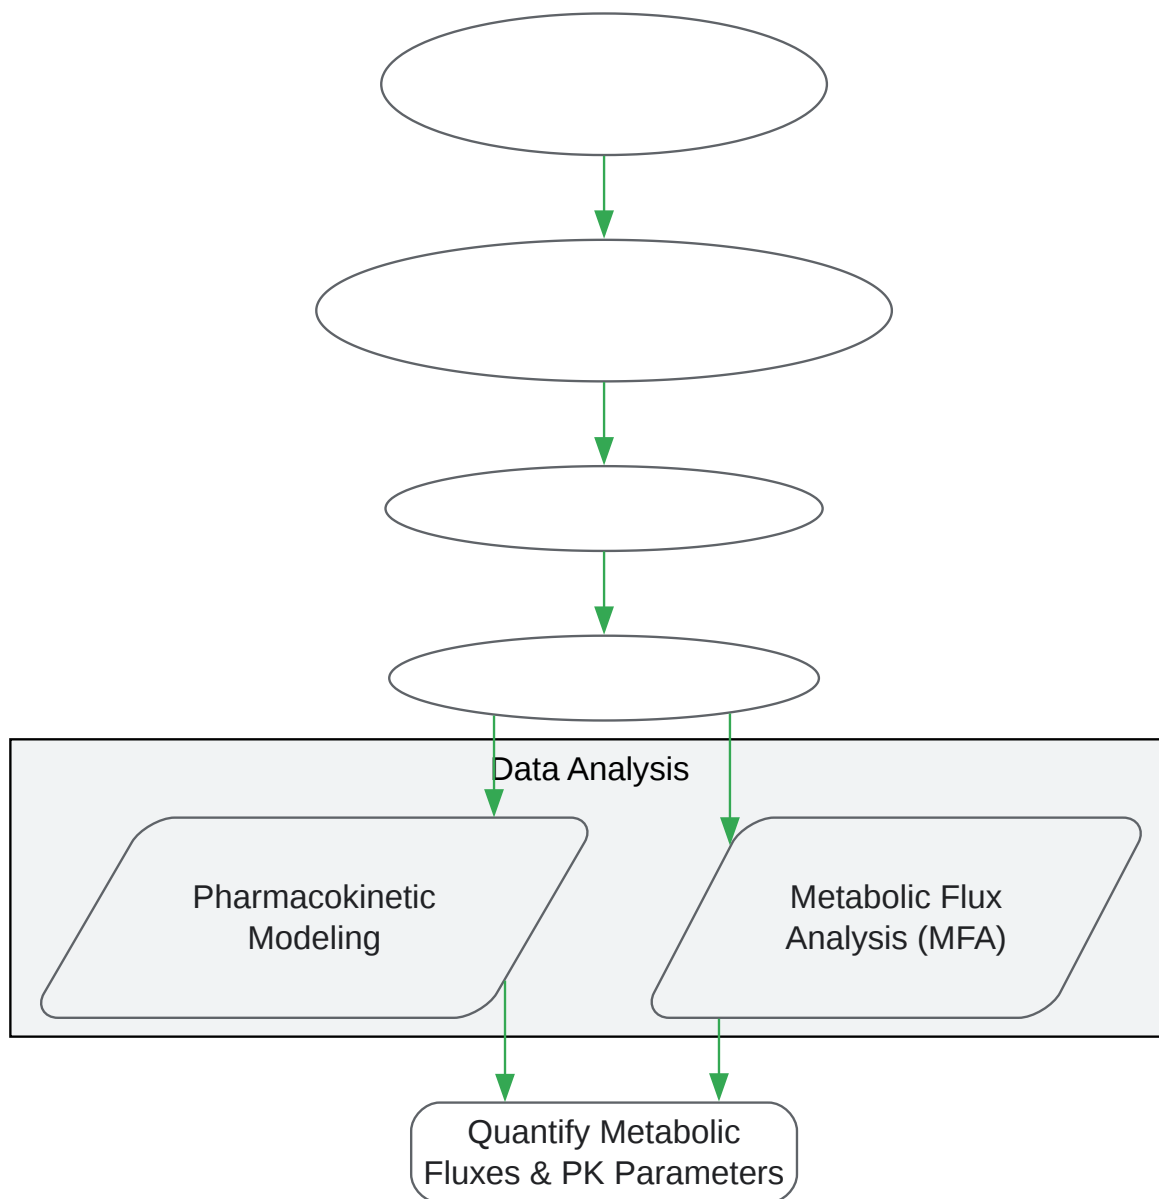 Data Analysis
Pharmacokinetic
Modeling
Metabolic Flux
Analysis (MFA)
Quantify Metabolic
Fluxes & PK Parameters